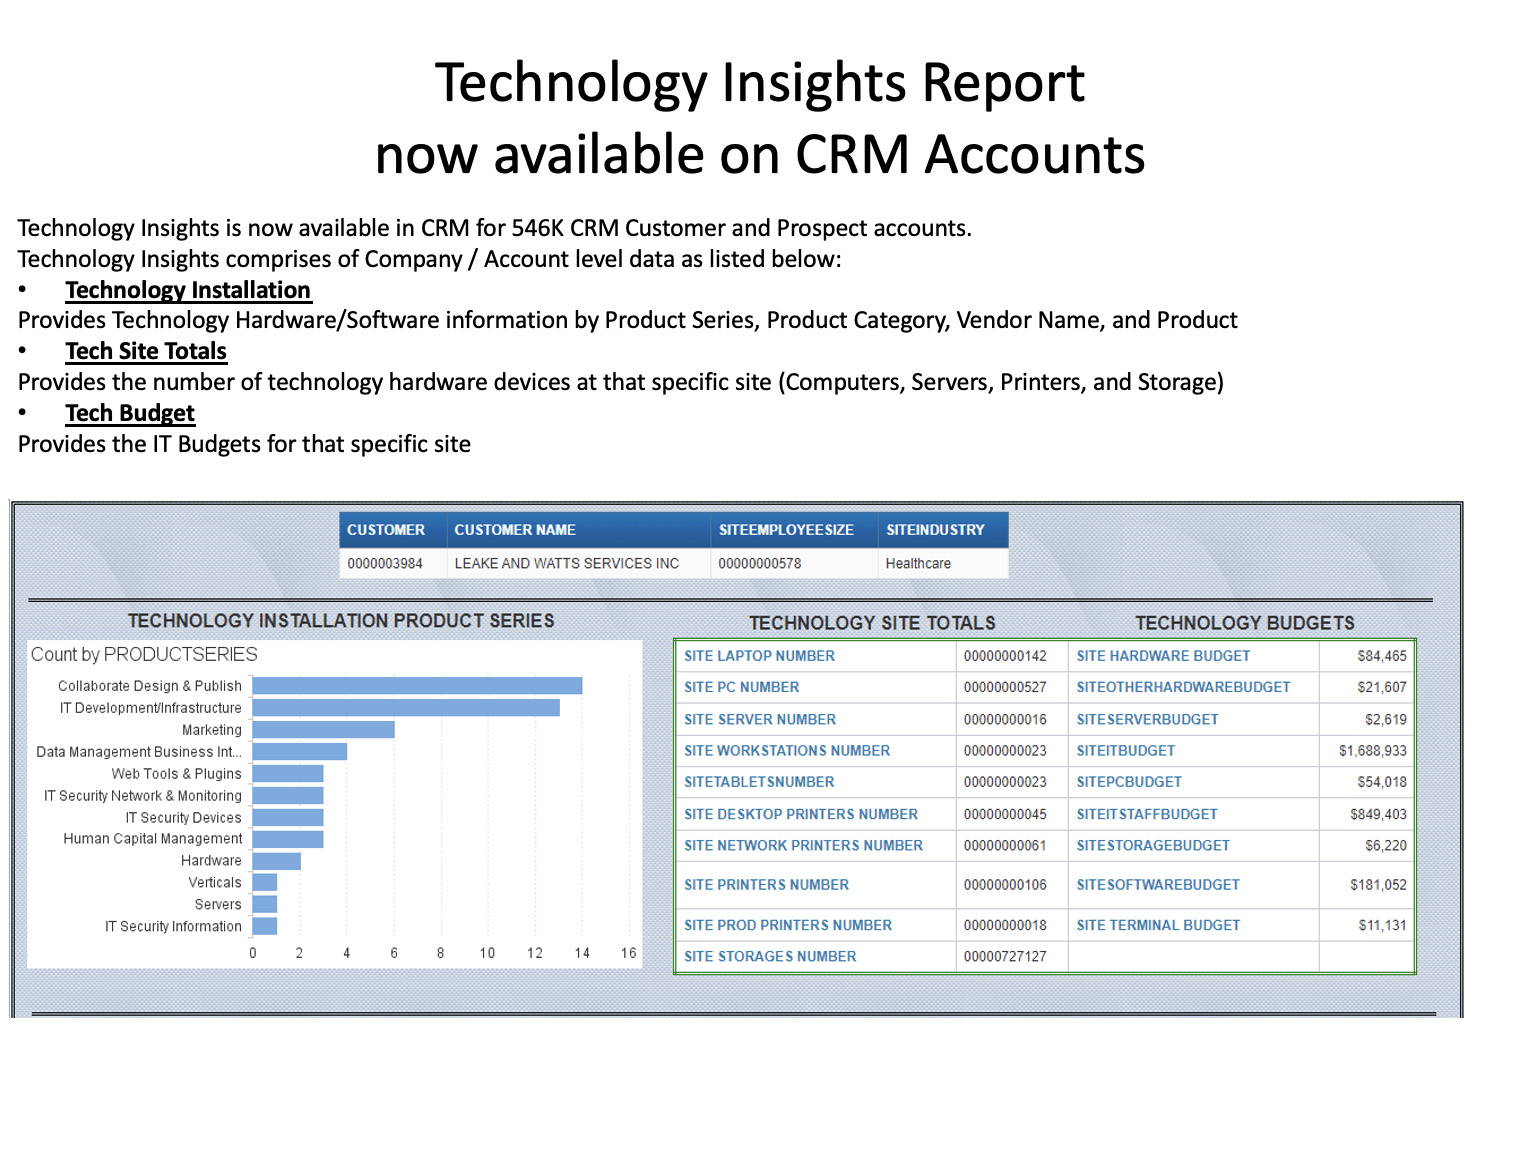 Technology Insights Report
now available on CRM Accounts
Technology Insights is now available in CRM for 546K CRM Customer and Prospect accounts.
Technology Insights comprises of Company / Account level data as listed below:
• Technology Installation
Provides Technology Hardware/Software information by Product Series, Product Category, Vendor Name, and Product
• Tech Site Totals
Provides the number of technology hardware devices at that specific site (Computers, Servers, Printers, and Storage)
• Tech Budget
Provides the IT Budgets for that specific site
CUSTOMER CUSTOMER NAME SITEEMPLOYEESIZE SITEINDUSTRY
0000003984 LEAKE AND WATTS SERVICES INC 00000000578 Healthcare
TECHNOLOGY INSTALLATION PRODUCT SERIES
Count by PRODUCTSERIES
Collaborate Design & Publish
IT Development/Infrastructure
Marketing
Data Management Business Int...
Web Tools & Plugins
IT Security Network & Monitoring
IT Security Devices
Human Capital Management
Hardware
Verticals
Servers
IT Security Information
0 2 4 6 8 10 12 14 16
TECHNOLOGY SITE TOTALS TECHNOLOGY BUDGETS
SITE LAPTOP NUMBER 00000000142 SITE HARDWARE BUDGET $84,465
SITE PC NUMBER 00000000527 SITEOTHERHARDWAREBUDGET $21,607
SITE SERVER NUMBER 00000000016 SITESERVERBUDGET $2,619
SITE WORKSTATIONS NUMBER 00000000023 SITEITBUDGET $1,688,933
SITETABLETSNUMBER 00000000023 SITEPCBUDGET $54,018
SITE DESKTOP PRINTERS NUMBER 00000000045 SITEITSTAFFBUDGET $849,403
SITE NETWORK PRINTERS NUMBER 00000000061 SITESTORAGEBUDGET $6,220
SITE PRINTERS NUMBER 00000000106 SITESOFTWAREBUDGET $181,052
SITE PROD PRINTERS NUMBER 00000000018 SITE TERMINAL BUDGET $11,131
SITE STORAGES NUMBER 00000727127